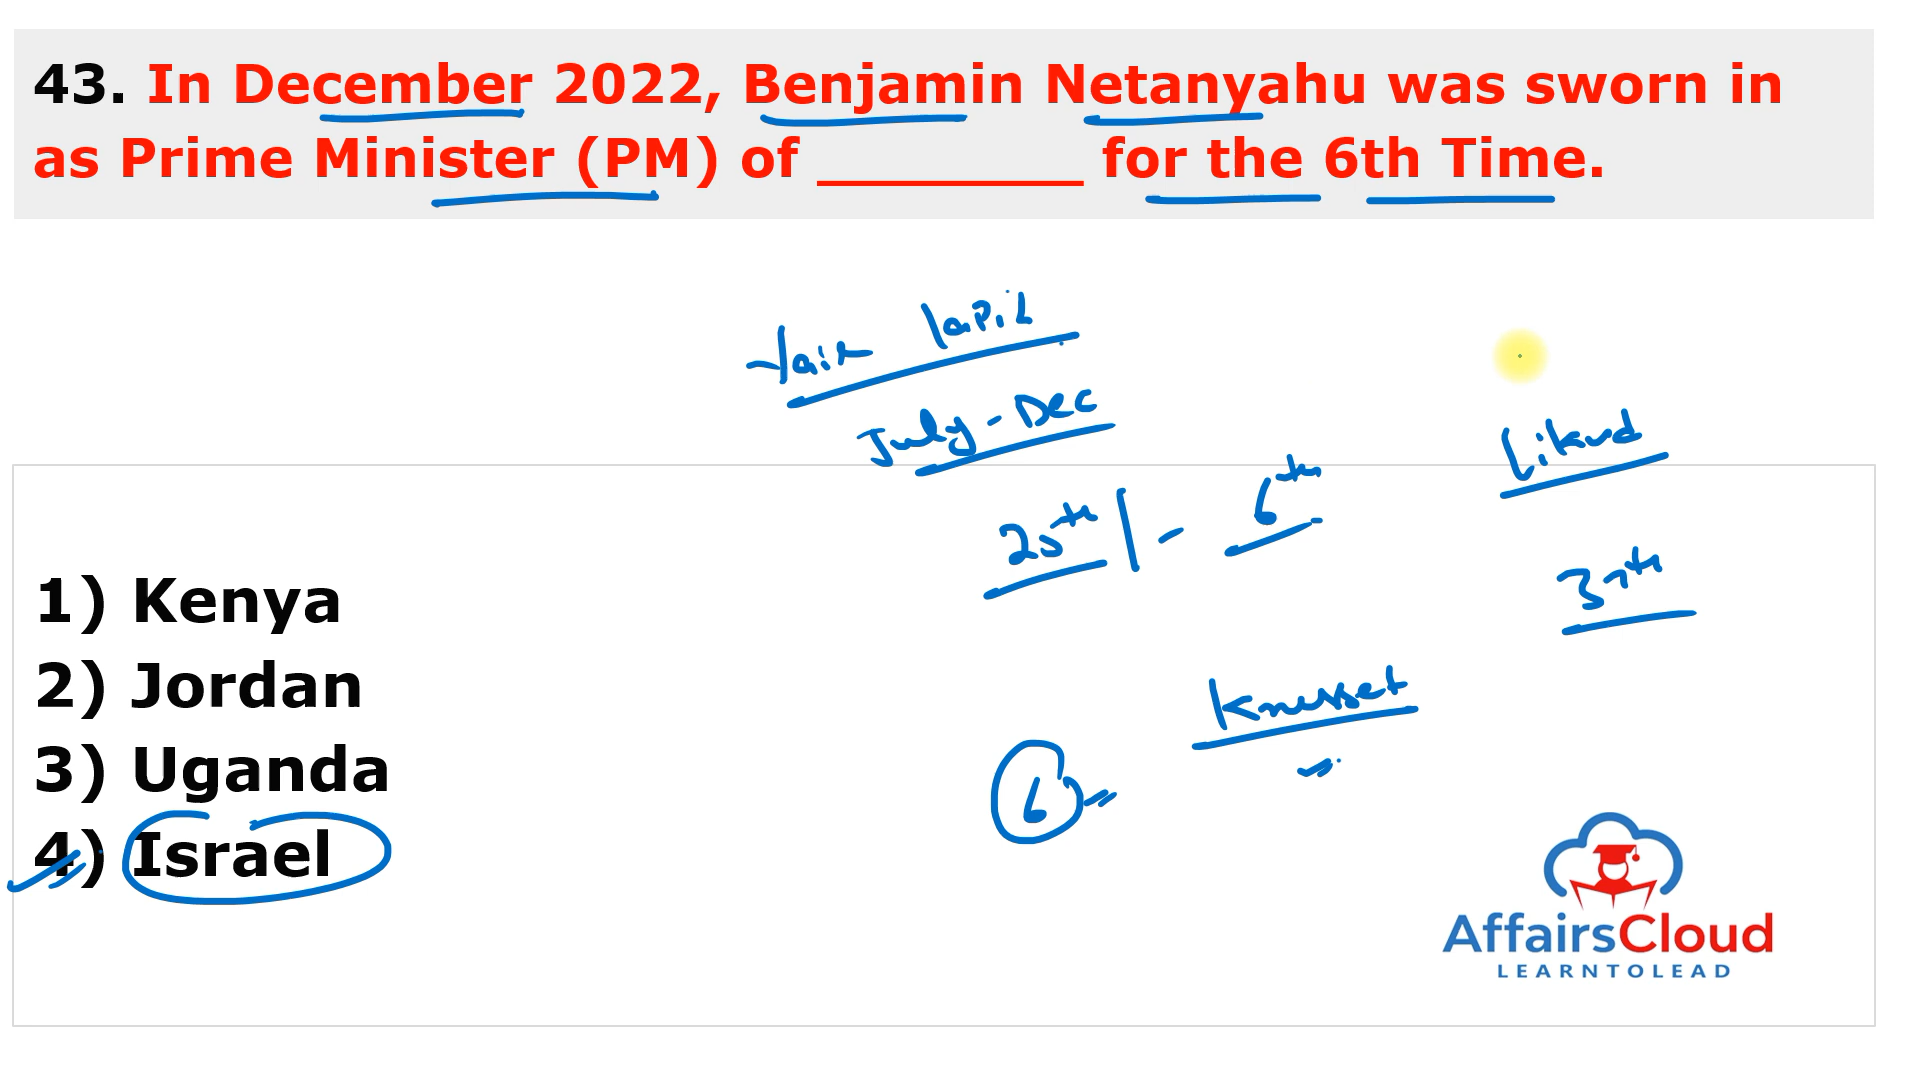 43. In December 2022, Benjamin Netanyahu was sworn in
as Prime Minister (PM) of __________ for the 6th Time.
Yair Lapid
July - Dec
Likud
25th | - 6th
37th
1) Kenya
2) Jordan
Knesset
3) Uganda
6
4) Israel
AffairsCloud
LEARNTOLEAD